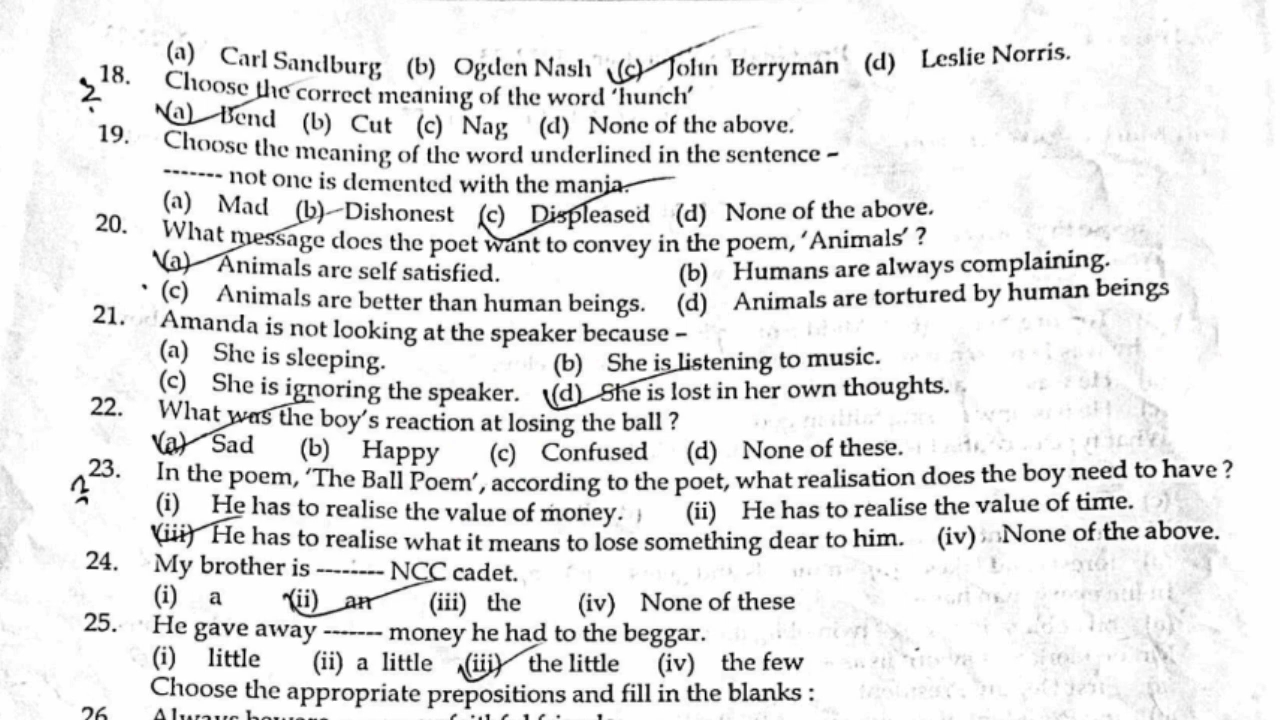 (a) Carl Sandburg (b) Ogden Nash (c) John Berryman (d) Leslie Norris.
18. Choose the correct meaning of the word ‘hunch’
(a) Bend (b) Cut (c) Nag (d) None of the above.
19. Choose the meaning of the word underlined in the sentence –
------- not one is demented with the mania.
(a) Mad (b) Dishonest (c) Displeased (d) None of the above.
20. What message does the poet want to convey in the poem, ‘Animals’ ?
(a) Animals are self satisfied. (b) Humans are always complaining.
(c) Animals are better than human beings. (d) Animals are tortured by human beings
21. Amanda is not looking at the speaker because –
(a) She is sleeping. (b) She is listening to music.
(c) She is ignoring the speaker. (d) She is lost in her own thoughts.
22. What was the boy’s reaction at losing the ball ?
(a) Sad (b) Happy (c) Confused (d) None of these.
23. In the poem, ‘The Ball Poem’, according to the poet, what realisation does the boy need to have ?
(i) He has to realise the value of money. (ii) He has to realise the value of time.
(iii) He has to realise what it means to lose something dear to him. (iv) None of the above.
24. My brother is -------- NCC cadet.
(i) a (ii) an (iii) the (iv) None of these
25. He gave away ------- money he had to the beggar.
(i) little (ii) a little (iii) the little (iv) the few
Choose the appropriate prepositions and fill in the blanks :
26. Always